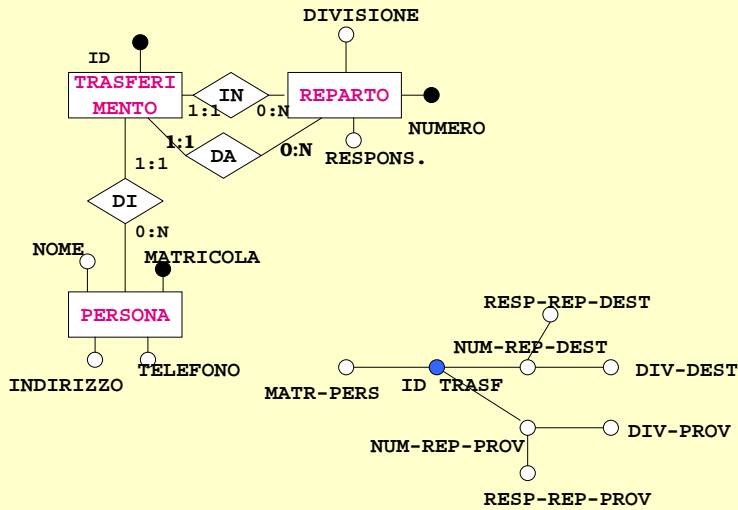 DIVISIONE
ID
TRASFERI
MENTO
IN
REPARTO
1:1
0:N
NUMERO
1:1
DA
0:N
RESPONS.
1:1
DI
0:N
NOME
MATRICOLA
PERSONA
INDIRIZZO
TELEFONO
RESP-REP-DEST
NUM-REP-DEST
MATR-PERS
ID TRASF
DIV-DEST
NUM-REP-PROV
DIV-PROV
RESP-REP-PROV